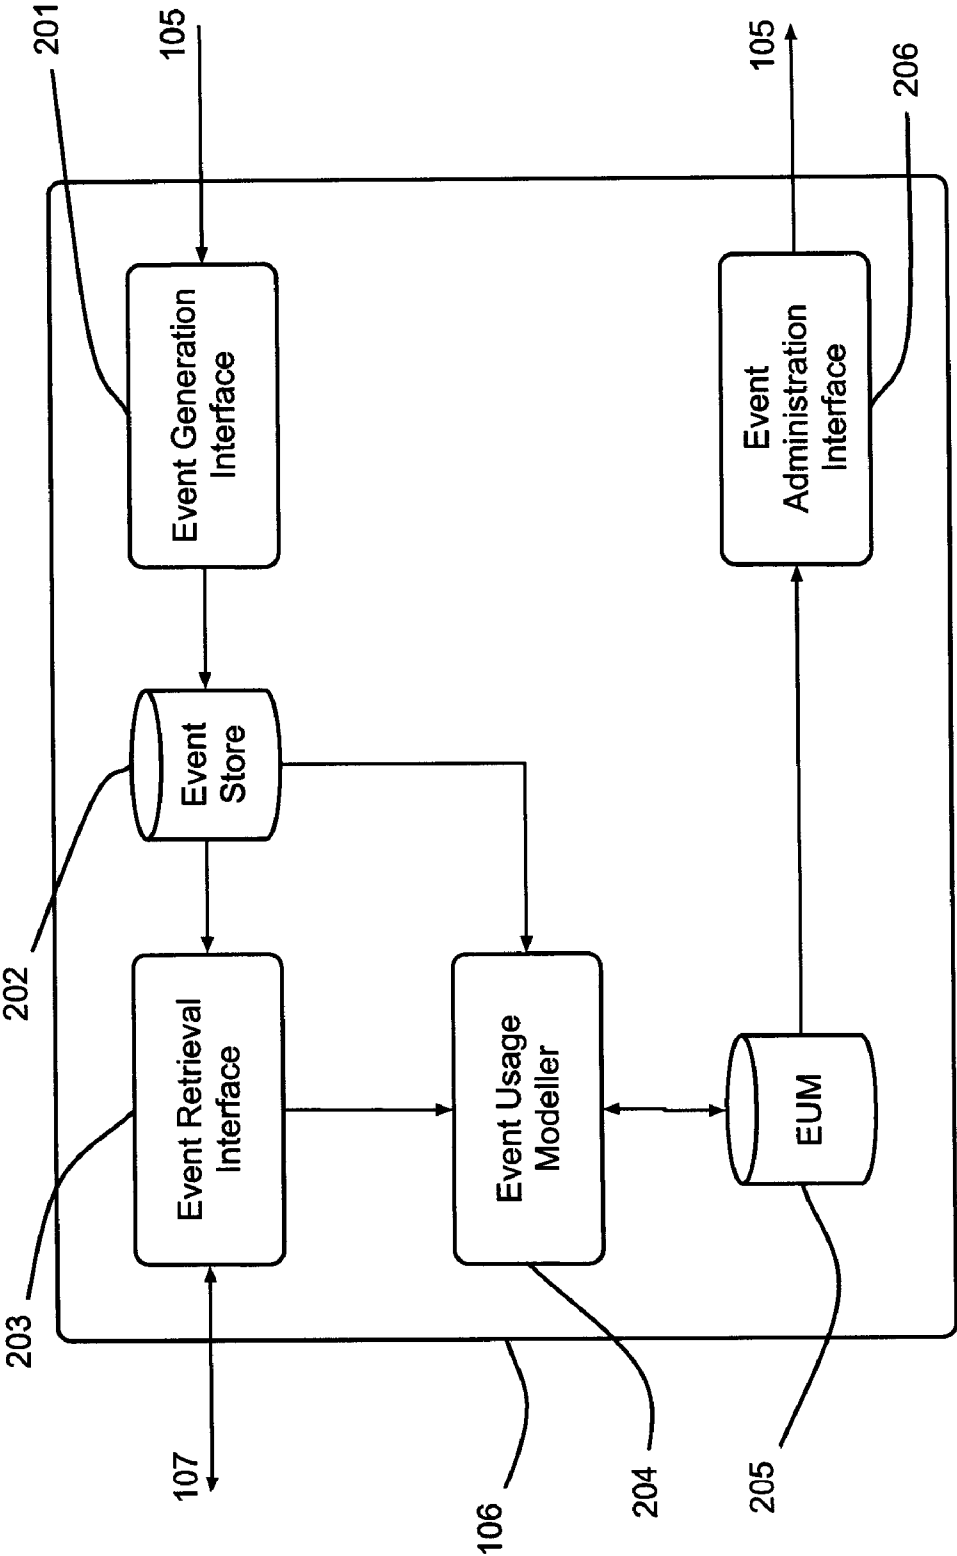 203
202
201
107
Event Retrieval
Interface
Event
Store
Event Generation
Interface
105
106
Event Usage
Modeller
204
EUM
205
Event
Administration
Interface
105
206